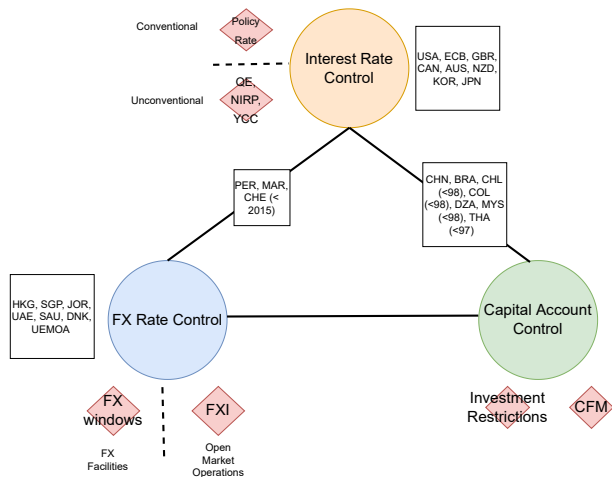 Conventional
Policy
Rate
Unconventional
QE,
NIRP,
YCC
Interest Rate
Control
USA, ECB, GBR,
CAN, AUS, NZD,
KOR, JPN
PER, MAR,
CHE (<
2015)
CHN, BRA, CHL
(<98), COL
(<98), DZA, MYS
(<98), THA
(<97)
HKG, SGP, JOR,
UAE, SAU, DNK,
UEMOA
FX Rate Control
Capital Account
Control
FX
windows
FX
Facilities
FXI
Open
Market
Operations
Investment
Restrictions
CFM